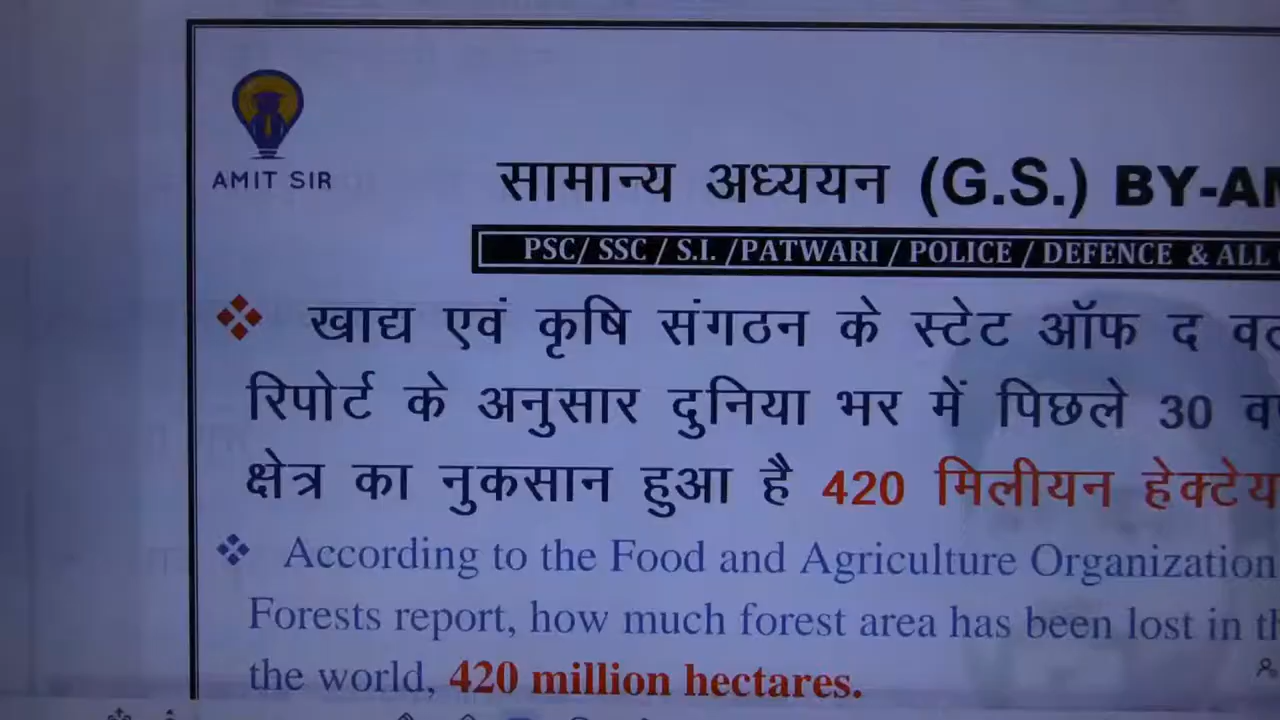 AMIT SIR
सामान्य अध्ययन (G.S.) BY-
PSC/ SSC / S.I. /PATWARI / POLICE / DEFENCE & ALL
खाद्य एवं कृषि संगठन के स्टेट ऑफ द
रिपोर्ट के अनुसार दुनिया भर में पिछले 30
क्षेत्र का नुकसान हुआ है 420 मिलीयन हेक्टेय
According to the Food and Agriculture Organization
Forests report, how much forest area has been lost in
the world, 420 million hectares.